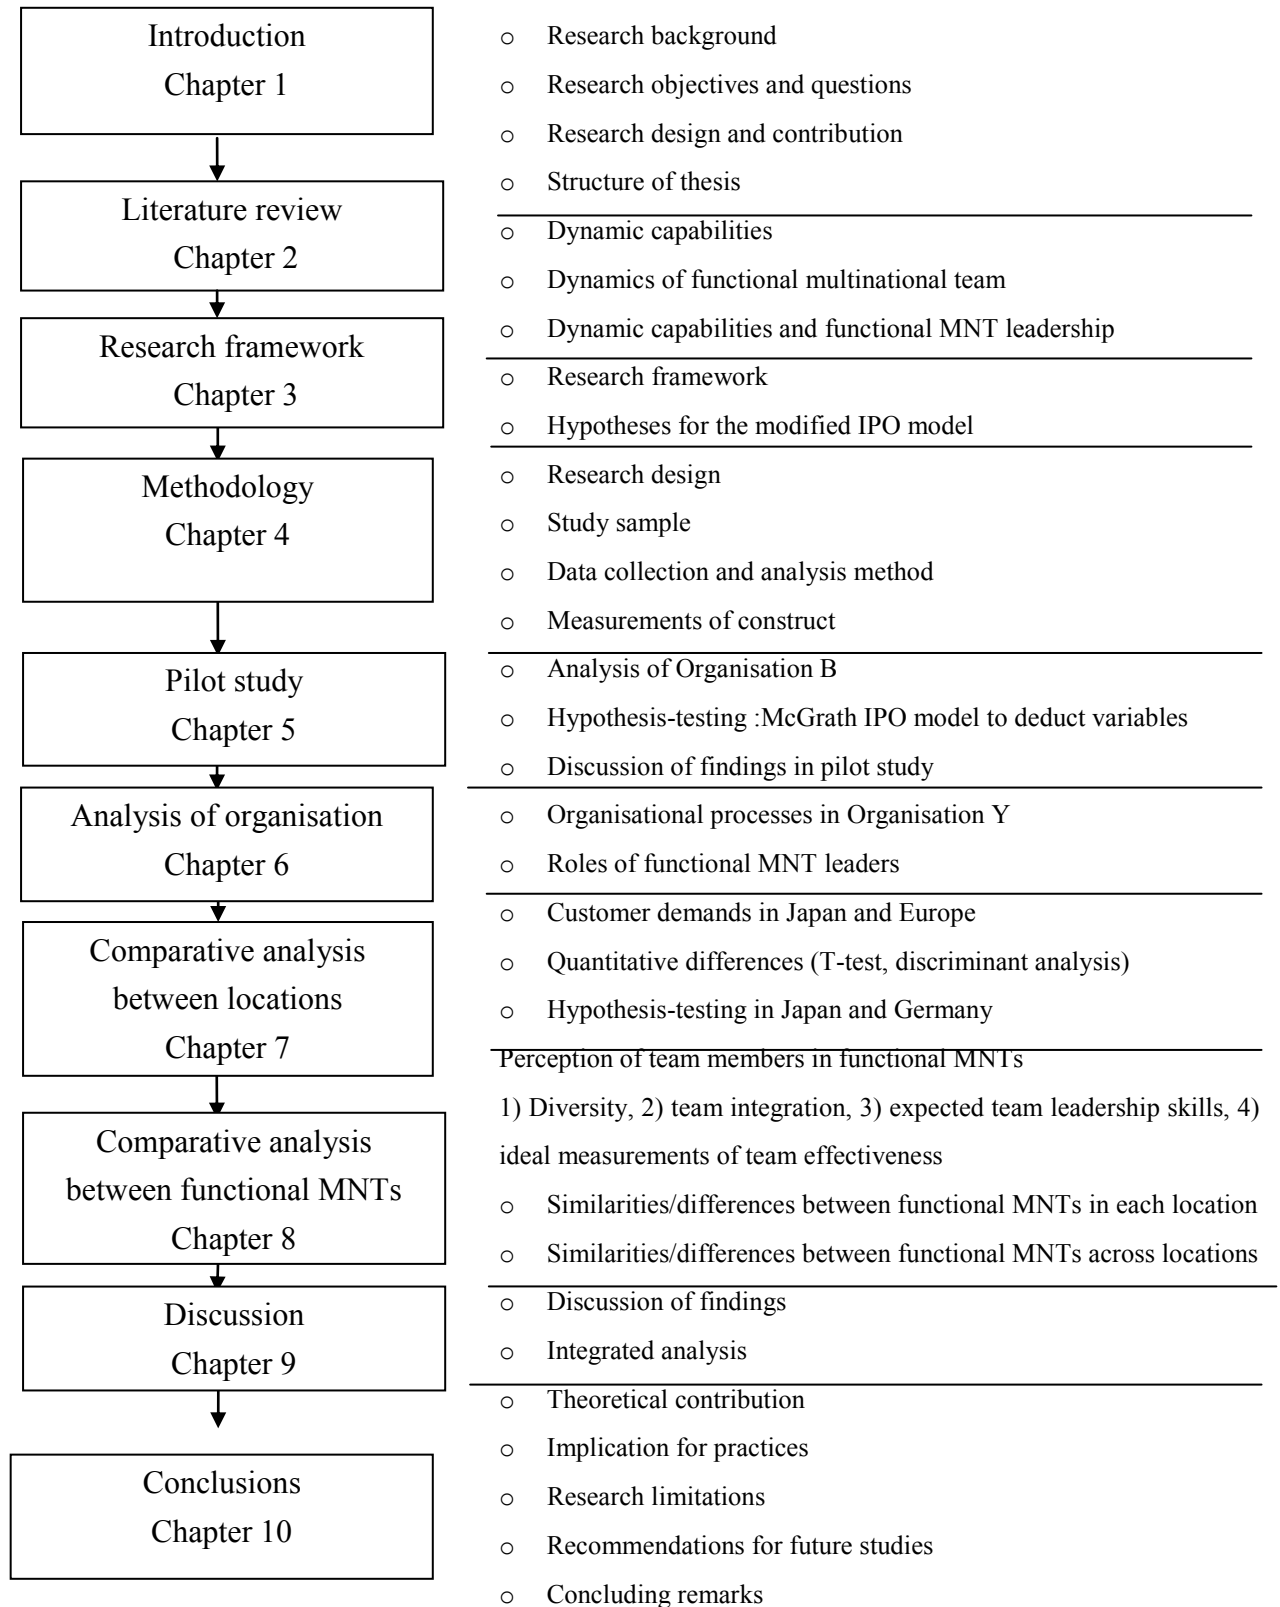 Introduction
Chapter 1
o Research background
o Research objectives and questions
o Research design and contribution
o Structure of thesis
Literature review
Chapter 2
o Dynamic capabilities
o Dynamics of functional multinational team
o Dynamic capabilities and functional MNT leadership
Research framework
Chapter 3
o Research framework
o Hypotheses for the modified IPO model
Methodology
Chapter 4
o Research design
o Study sample
o Data collection and analysis method
o Measurements of construct
Pilot study
Chapter 5
o Analysis of Organisation B
o Hypothesis-testing :McGrath IPO model to deduct variables
o Discussion of findings in pilot study
Analysis of organisation
Chapter 6
o Organisational processes in Organisation Y
o Roles of functional MNT leaders
Comparative analysis
between locations
Chapter 7
o Customer demands in Japan and Europe
o Quantitative differences (T-test, discriminant analysis)
o Hypothesis-testing in Japan and Germany
Comparative analysis
between functional MNTs
Chapter 8
Perception of team members in functional MNTs
1) Diversity, 2) team integration, 3) expected team leadership skills, 4)
ideal measurements of team effectiveness
o Similarities/differences between functional MNTs in each location
o Similarities/differences between functional MNTs across locations
Discussion
Chapter 9
o Discussion of findings
o Integrated analysis
Conclusions
Chapter 10
o Theoretical contribution
o Implication for practices
o Research limitations
o Recommendations for future studies
o Concluding remarks